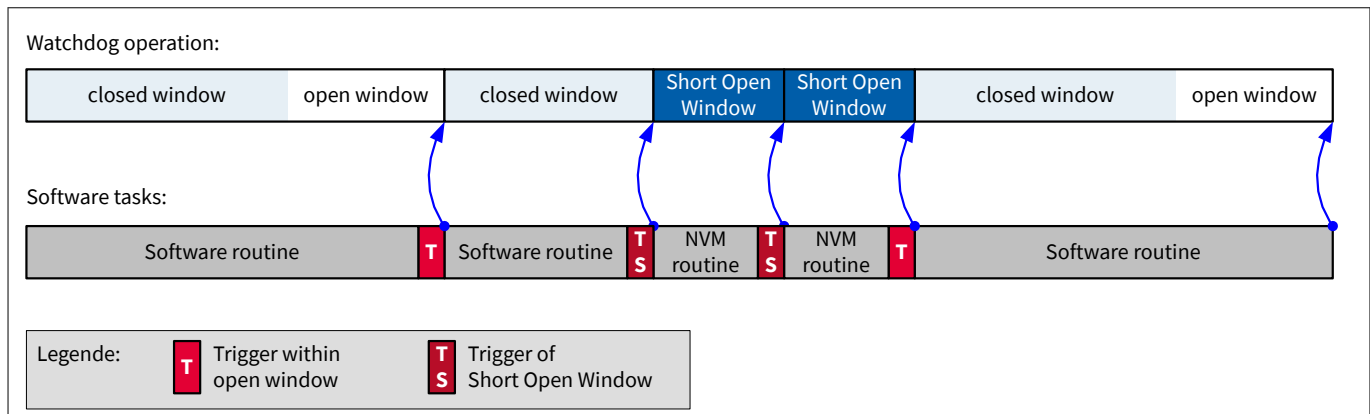 Watchdog operation:
closed window open window closed window Short Open Window Short Open Window closed window open window
Software tasks:
Software routine T Software routine T S NVM routine T S NVM routine T Software routine
Legende: T Trigger within open window T S Trigger of Short Open Window